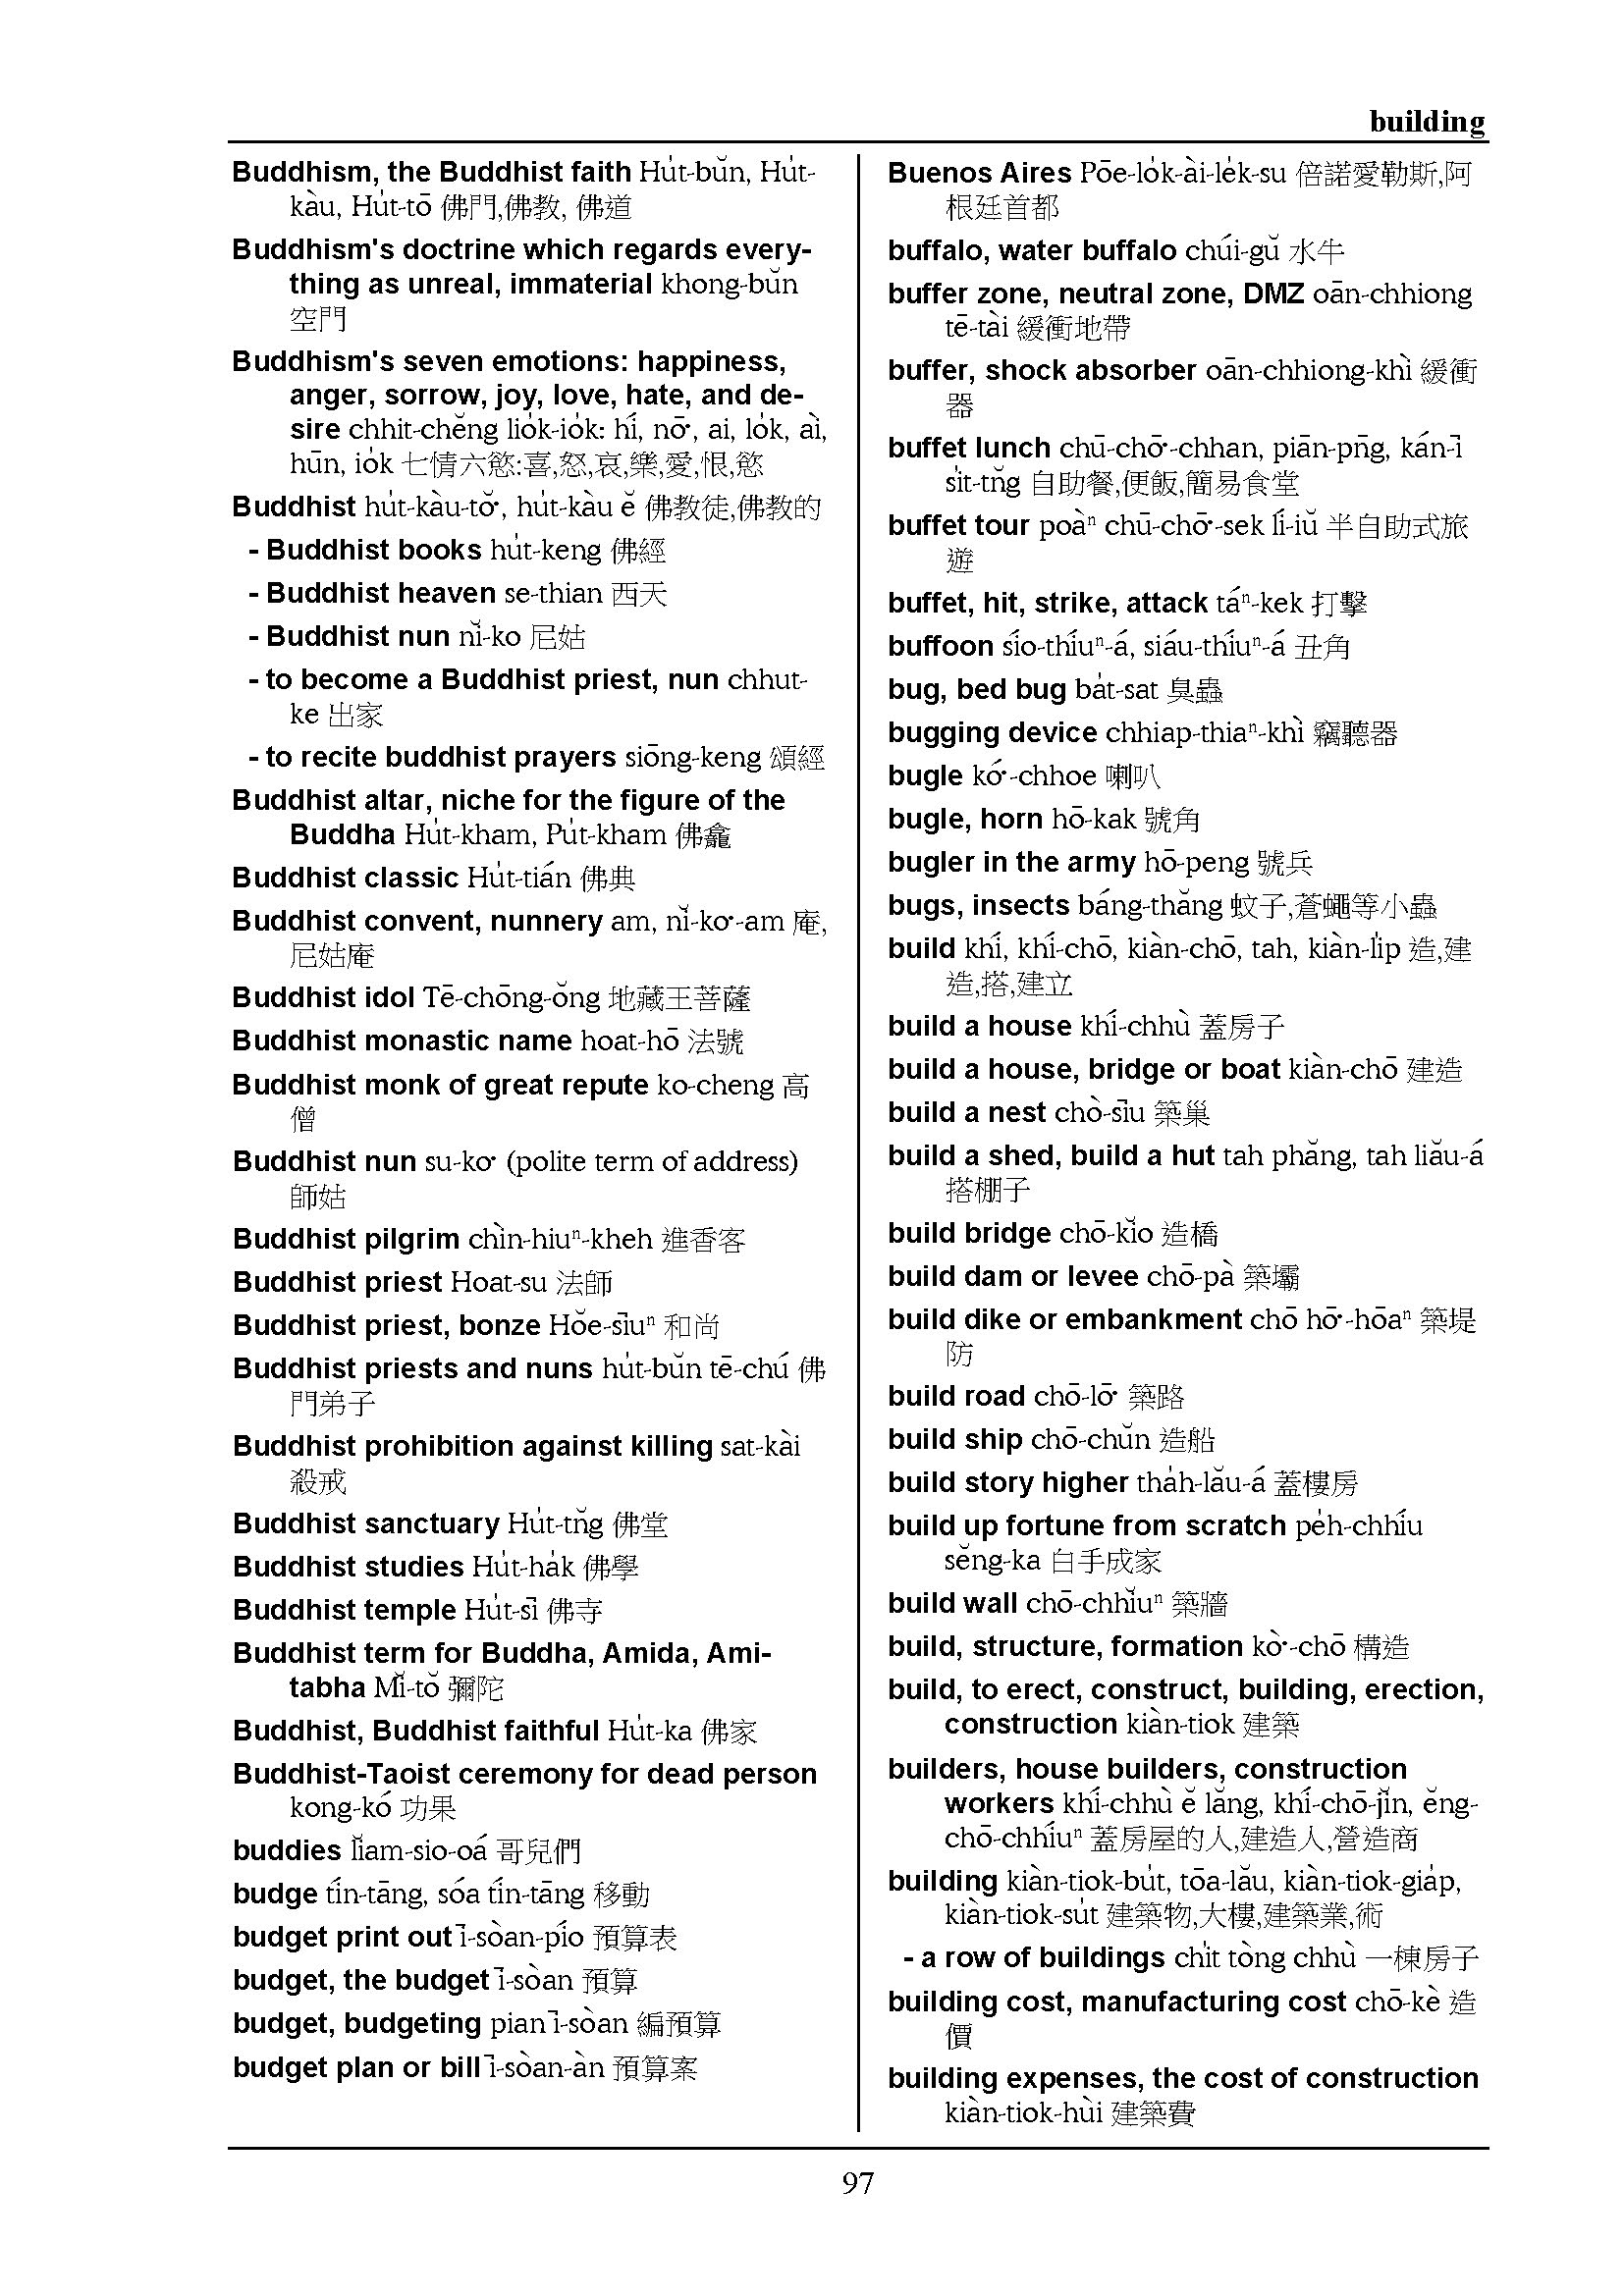 building
Buddhism, the Buddhist faith Hu̍t-bŭn, Hu̍t-
kàu, Hu̍t-tō 佛門,佛教, 佛道
Buddhism's doctrine which regards every-
thing as unreal, immaterial khong-bŭn
空門
Buddhism's seven emotions: happiness,
anger, sorrow, joy, love, hate, and de-
sire chhit-chĕng lio̍k-io̍k: hí, nō͘, ai, lo̍k, aì,
hūn, io̍k 七情六慾:喜,怒,哀,樂,愛,恨,慾
Buddhist hu̍t-kàu-tŏ͘, hu̍t-kàu ĕ 佛教徒,佛教的
- Buddhist books hu̍t-keng 佛經
- Buddhist heaven se-thian 西天
- Buddhist nun nĭ-ko 尼姑
- to become a Buddhist priest, nun chhut-
ke 出家
- to recite buddhist prayers siōng-keng 頌經
Buddhist altar, niche for the figure of the
Buddha Hu̍t-kham, Pu̍t-kham 佛龕
Buddhist classic Hu̍t-tián 佛典
Buddhist convent, nunnery am, nĭ-ko͘-am 庵,
尼姑庵
Buddhist idol Tē-chōng-ŏng 地藏王菩薩
Buddhist monastic name hoat-hō 法號
Buddhist monk of great repute ko-cheng 高
僧
Buddhist nun su-ko͘ (polite term of address)
師姑
Buddhist pilgrim chìn-hiuⁿ-kheh 進香客
Buddhist priest Hoat-su 法師
Buddhist priest, bonze Hŏe-sīuⁿ 和尚
Buddhist priests and nuns hu̍t-bŭn tē-chú 佛
門弟子
Buddhist prohibition against killing sat-kài
殺戒
Buddhist sanctuary Hu̍t-tn̆g 佛堂
Buddhist studies Hu̍t-ha̍k 佛學
Buddhist temple Hu̍t-sī 佛寺
Buddhist term for Buddha, Amida, Ami-
tabha Mĭ-tŏ 彌陀
Buddhist, Buddhist faithful Hu̍t-ka 佛家
Buddhist-Taoist ceremony for dead person
kong-kó 功果
buddies lĭam-sio-oá 哥兒們
budge tín-tāng, sóa tín-tāng 移動
budget print out ī-sòan-pío 預算表
budget, the budget ī-sòan 預算
budget, budgeting pian ī-sòan 編預算
budget plan or bill ī-sòan-àn 預算案
Buenos Aires Pōe-lo̍k-ài-le̍k-su 倍諾愛勒斯,阿
根廷首都
buffalo, water buffalo chúi-gŭ 水牛
buffer zone, neutral zone, DMZ oān-chhiong
tē-tài 緩衝地帶
buffer, shock absorber oān-chhiong-khì 緩衝
器
buffet lunch chū-chō͘-chhan, piān-pn̄g, kán-ī
si̍t-tn̆g 自助餐,便飯,簡易食堂
buffet tour poàⁿ chū-chō͘-sek lí-iŭ 半自助式旅
遊
buffet, hit, strike, attack táⁿ-kek 打擊
buffoon sío-thíuⁿ-á, siáu-thíuⁿ-á 丑角
bug, bed bug ba̍t-sat 臭蟲
bugging device chhiap-thiaⁿ-khì 竊聽器
bugle kó͘-chhoe 喇叭
bugle, horn hō-kak 號角
bugler in the army hō-peng 號兵
bugs, insects báng-thăng 蚊子,蒼蠅等小蟲
build khí, khí-chō, kiàn-chō, tah, kiàn-li̍p 造,建
造,搭,建立
build a house khí-chhù 蓋房子
build a house, bridge or boat kiàn-chō 建造
build a nest chò-sīu 築巢
build a shed, build a hut tah phăng, tah liău-á
搭棚子
build bridge chō-kĭo 造橋
build dam or levee chō-pà 築壩
build dike or embankment chō hō͘-hōaⁿ 築堤
防
build road chō-lō͘ 築路
build ship chō-chŭn 造船
build story higher tha̍h-lău-á 蓋樓房
build up fortune from scratch pe̍h-chhíu
sĕng-ka 白手成家
build wall chō-chhĭuⁿ 築牆
build, structure, formation kò͘-chō 構造
build, to erect, construct, building, erection,
construction kiàn-tiok 建築
builders, house builders, construction
workers khí-chhù ĕ lăng, khí-chō-jĭn, ĕng-
chō-chhíuⁿ 蓋房屋的人,建造人,營造商
building kiàn-tiok-bu̍t, tōa-lău, kiàn-tiok-gia̍p,
kiàn-tiok-su̍t 建築物,大樓,建築業,術
- a row of buildings chi̍t tòng chhù 一棟房子
building cost, manufacturing cost chō-kè 造
價
building expenses, the cost of construction
kiàn-tiok-hùi 建築費
97